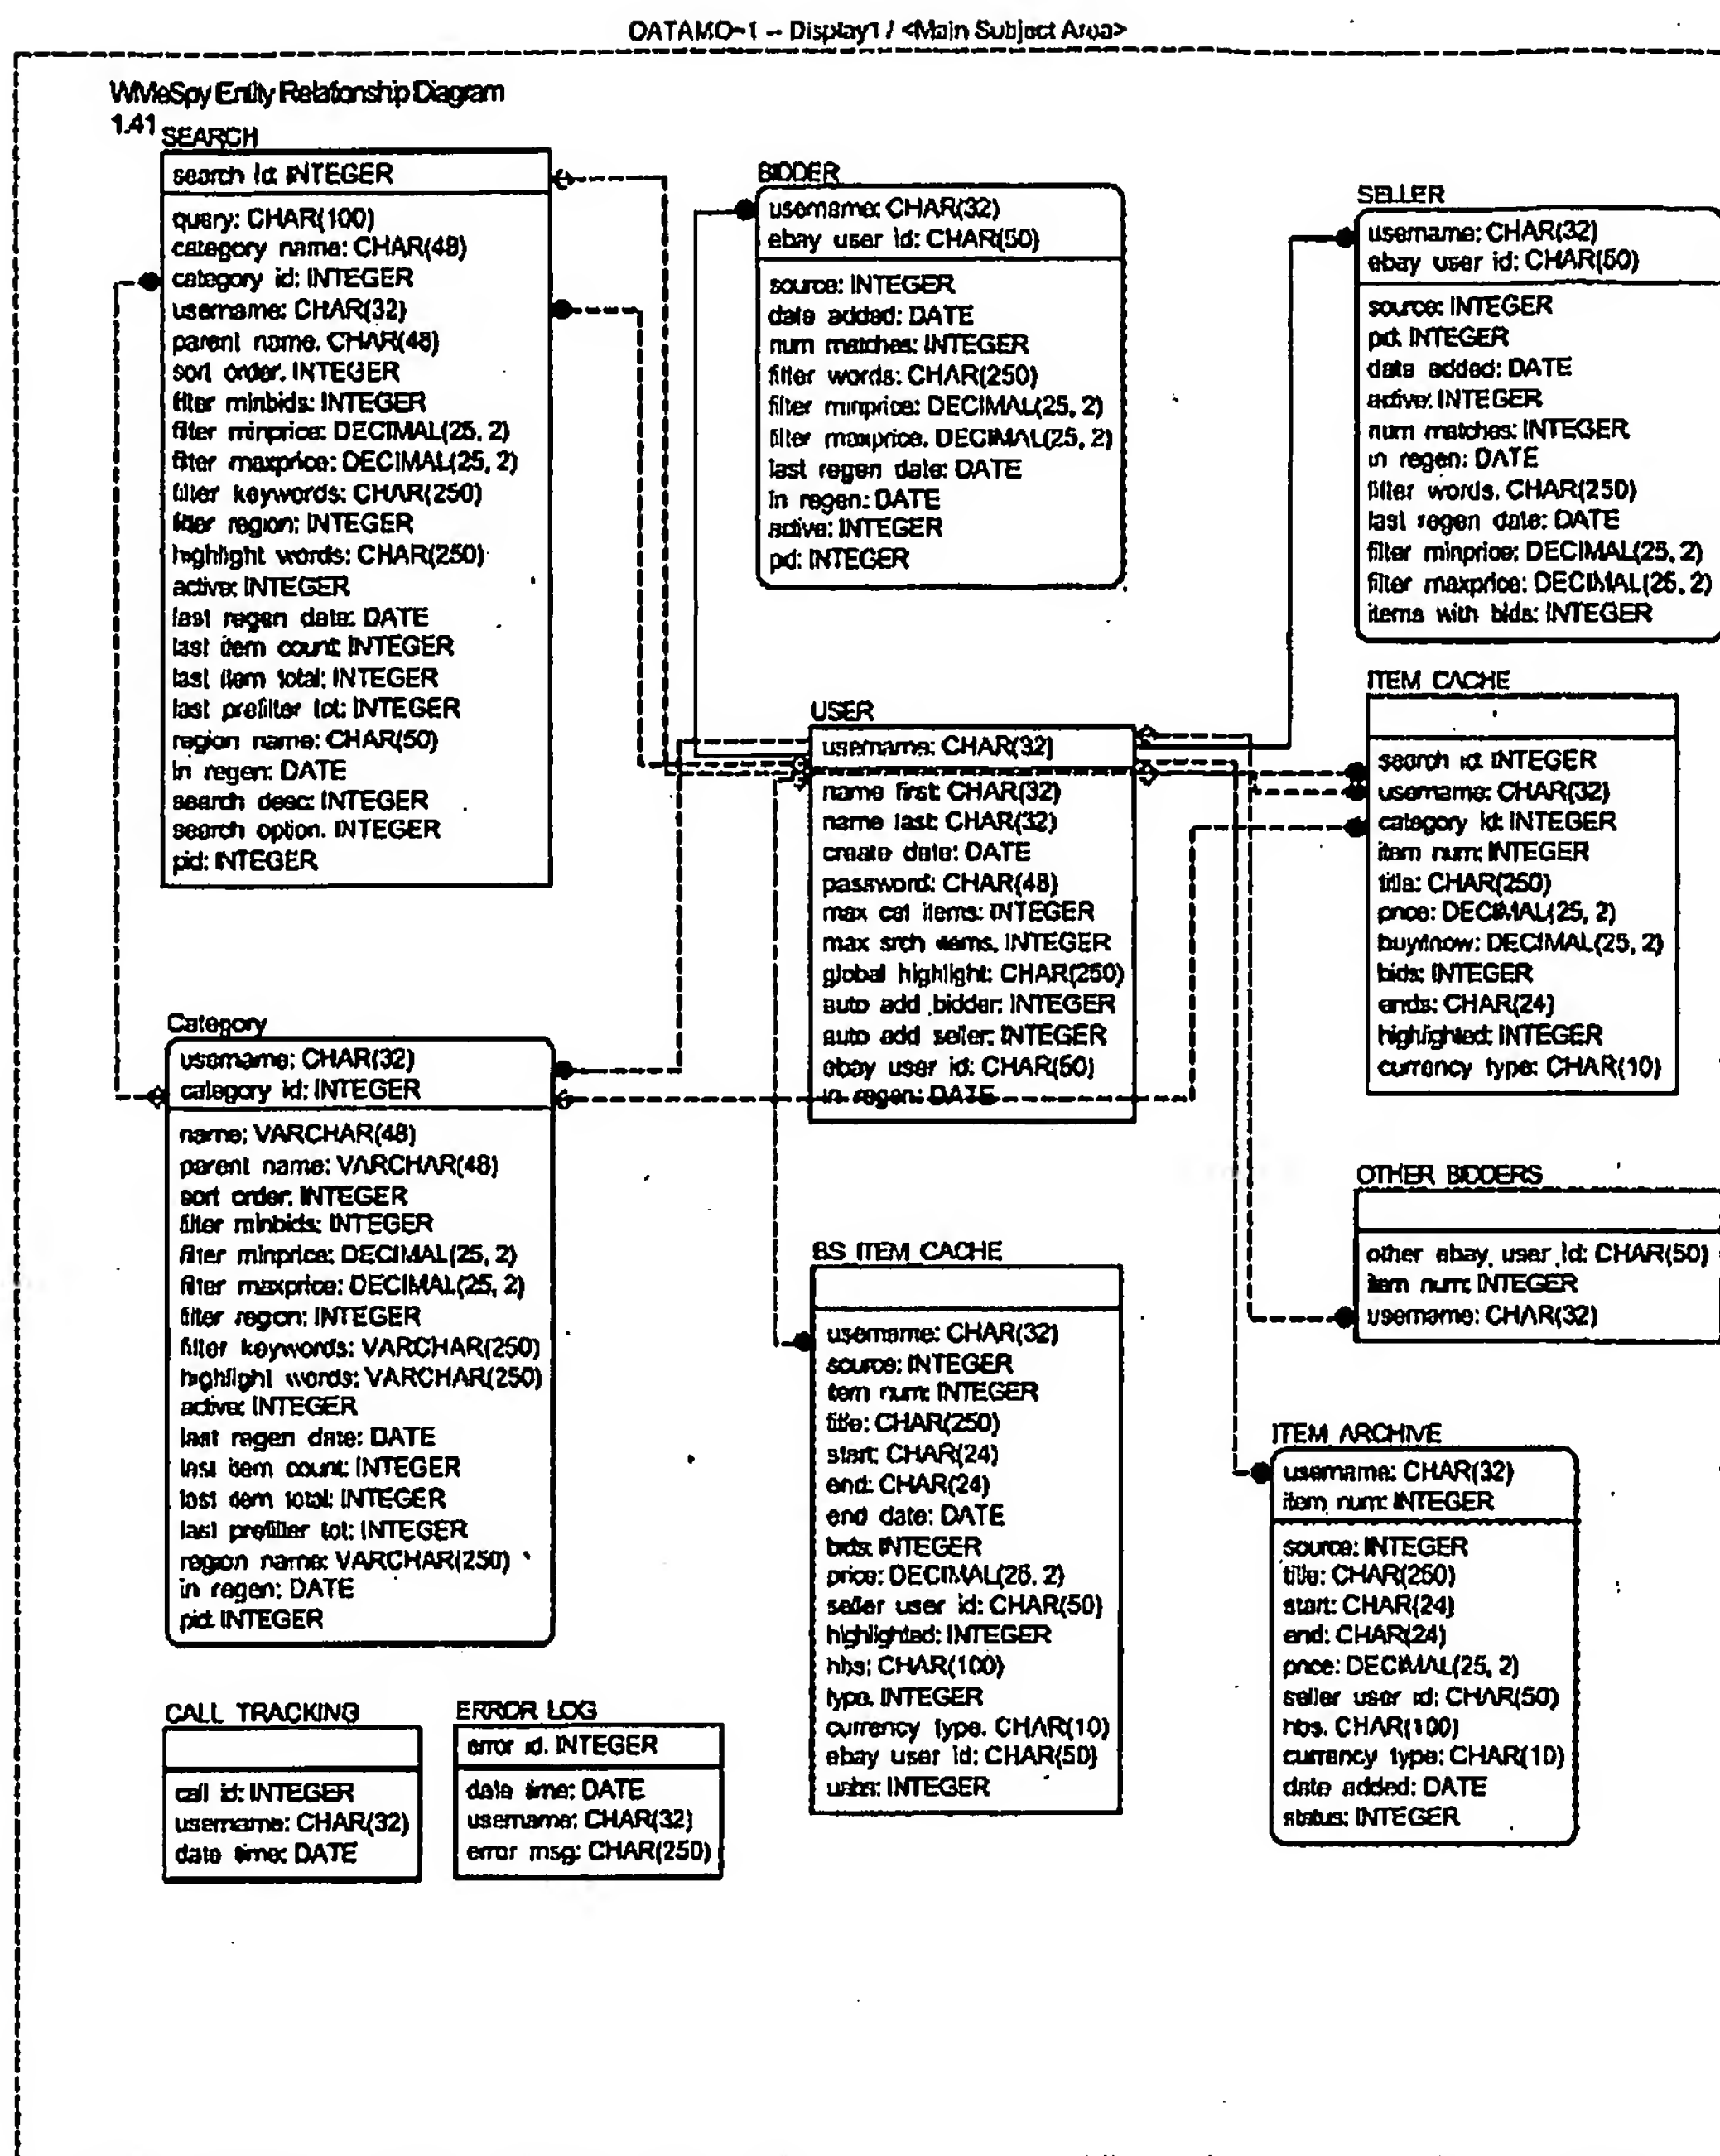 DATAMO~1 -- Display1 / <Main Subject Area>
WMeSpy Entity Relationship Diagram
1.41
SEARCH
search id: INTEGER
query: CHAR(100)
category name: CHAR(48)
category id: INTEGER
username: CHAR(32)
parent name: CHAR(48)
sort order: INTEGER
filter minbids: INTEGER
filter minprice: DECIMAL(25, 2)
filter maxprice: DECIMAL(25, 2)
filter keywords: CHAR(250)
filter region: INTEGER
highlight words: CHAR(250)
active: INTEGER
last regen date: DATE
last item count: INTEGER
last item total: INTEGER
last prefilter tot: INTEGER
region name: CHAR(50)
in regen: DATE
search desc: INTEGER
search option: INTEGER
pid: INTEGER
BIDDER
username: CHAR(32)
ebay user id: CHAR(50)
source: INTEGER
date added: DATE
num matches: INTEGER
filter words: CHAR(250)
filter minprice: DECIMAL(25, 2)
filter maxprice: DECIMAL(25, 2)
last regen date: DATE
in regen: DATE
active: INTEGER
pid: INTEGER
SELLER
username: CHAR(32)
ebay user id: CHAR(50)
source: INTEGER
pid: INTEGER
date added: DATE
active: INTEGER
num matches: INTEGER
in regen: DATE
filter words: CHAR(250)
last regen date: DATE
filter minprice: DECIMAL(25, 2)
filter maxprice: DECIMAL(25, 2)
items with bids: INTEGER
USER
username: CHAR(32)
name first: CHAR(32)
name last: CHAR(32)
create date: DATE
password: CHAR(48)
max cat items: INTEGER
max srch items: INTEGER
global highlight: CHAR(250)
auto add bidder: INTEGER
auto add seller: INTEGER
ebay user id: CHAR(50)
in regen: DATE
ITEM CACHE
search id: INTEGER
username: CHAR(32)
category id: INTEGER
item num: INTEGER
title: CHAR(250)
price: DECIMAL(25, 2)
buyitnow: DECIMAL(25, 2)
bids: INTEGER
ends: CHAR(24)
highlighted: INTEGER
currency type: CHAR(10)
Category
username: CHAR(32)
category id: INTEGER
name: VARCHAR(48)
parent name: VARCHAR(48)
sort order: INTEGER
filter minbids: INTEGER
filter minprice: DECIMAL(25, 2)
filter maxprice: DECIMAL(25, 2)
filter region: INTEGER
filter keywords: VARCHAR(250)
highlight words: VARCHAR(250)
active: INTEGER
last regen date: DATE
last item count: INTEGER
last item total: INTEGER
last prefilter tot: INTEGER
region name: VARCHAR(250)
in regen: DATE
pid: INTEGER
BS ITEM CACHE
username: CHAR(32)
source: INTEGER
item num: INTEGER
title: CHAR(250)
start: CHAR(24)
end: CHAR(24)
end date: DATE
bids: INTEGER
price: DECIMAL(25, 2)
seller user id: CHAR(50)
highlighted: INTEGER
hbs: CHAR(100)
type: INTEGER
currency type: CHAR(10)
ebay user id: CHAR(50)
INTEGER
OTHER BIDDERS
other ebay user id: CHAR(50)
item num: INTEGER
username: CHAR(32)
ITEM ARCHIVE
username: CHAR(32)
item num: INTEGER
source: INTEGER
title: CHAR(250)
start: CHAR(24)
end: CHAR(24)
price: DECIMAL(25, 2)
seller user id: CHAR(50)
hbs: CHAR(100)
currency type: CHAR(10)
date added: DATE
status: INTEGER
CALL TRACKING
call id: INTEGER
username: CHAR(32)
date time: DATE
ERROR LOG
error id: INTEGER
date time: DATE
username: CHAR(32)
error msg: CHAR(250)